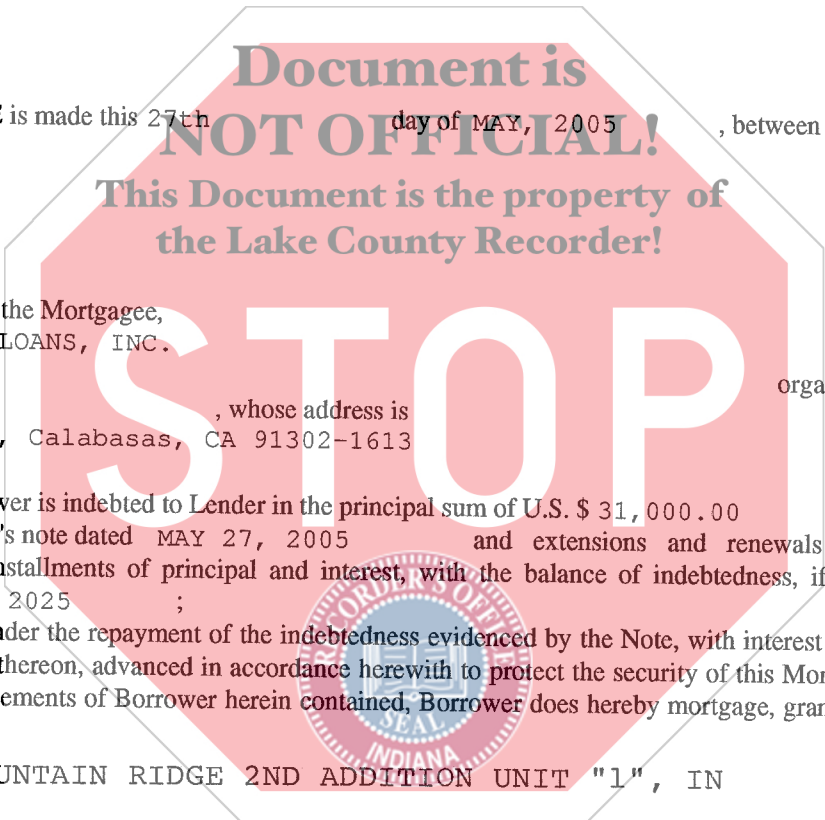 Document is
is made this 27th day of MAY, 2005 , between
NOT OFFICIAL!
This Document is the property of
the Lake County Recorder!
the Mortgagee,
LOANS, INC.
STOP
orga
, whose address is
, Calabasas, CA 91302-1613
ver is indebted to Lender in the principal sum of U.S. $ 31,000.00
's note dated MAY 27, 2005 and extensions and renewals
nstallments of principal and interest, with the balance of indebtedness, if
2025 ;
RECORDER'S OFFICE
nder the repayment of the indebtedness evidenced by the Note, with interest
thereon, advanced in accordance herewith to protect the security of this Mor
ements of Borrower herein contained, Borrower does hereby mortgage, gran
SEAL
INDIANA
UNTAIN RIDGE 2ND ADDITION UNIT "1", IN